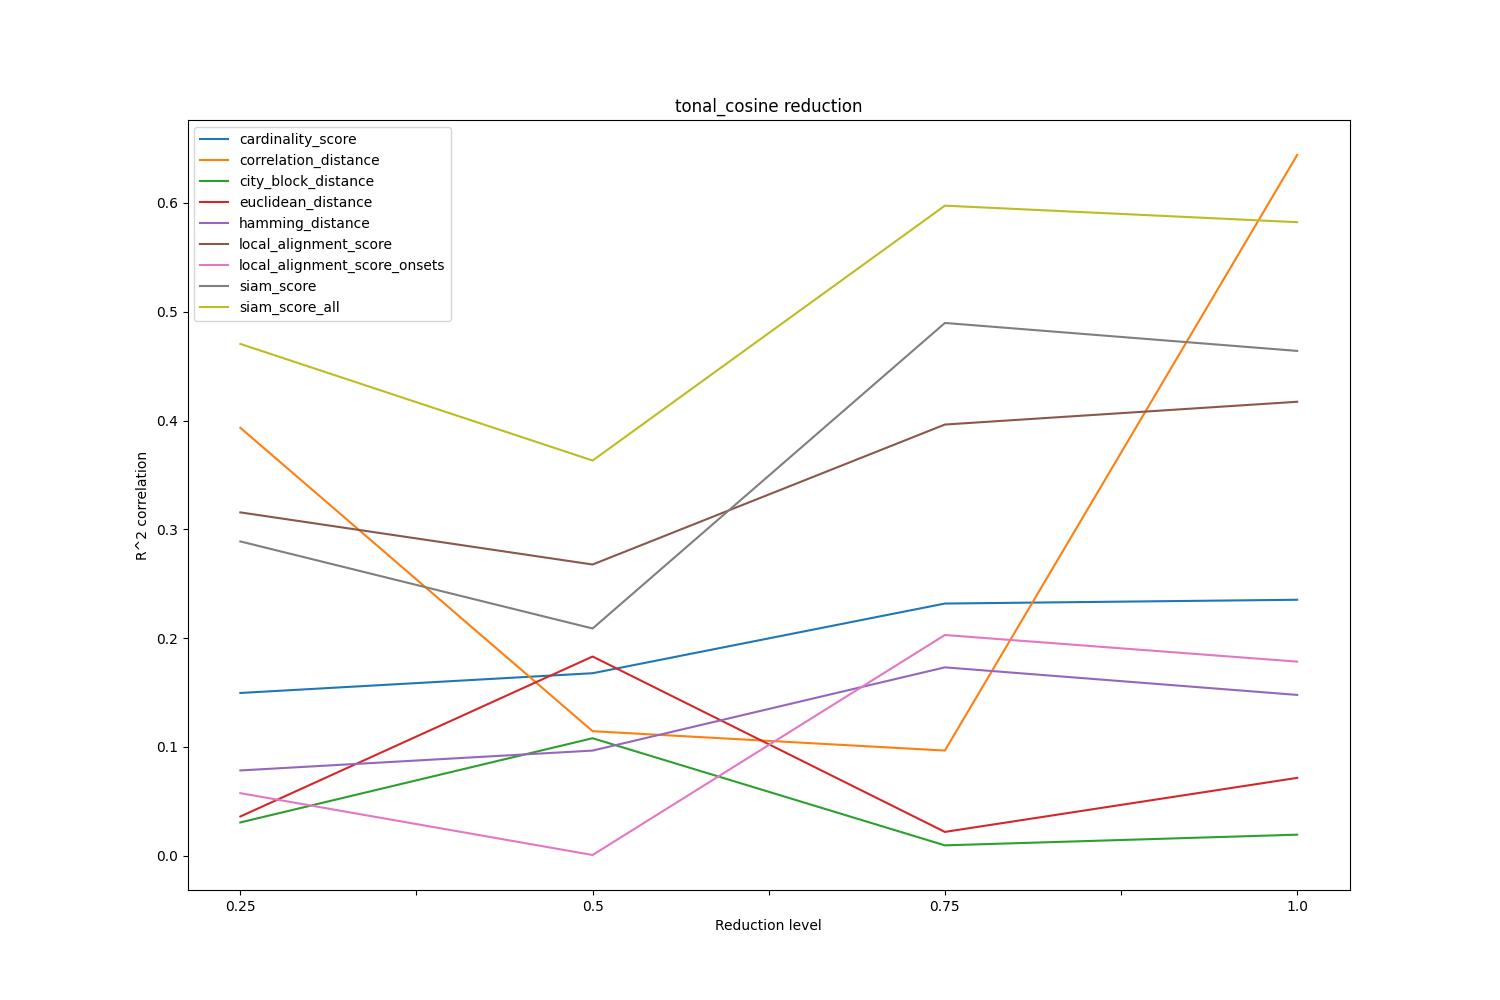 tonal_cosine reduction
cardinality_score
correlation_distance
city_block_distance
euclidean_distance
hamming_distance
local_alignment_score
local_alignment_score_onsets
siam_score
siam_score_all
0.6
0.5
0.4
0.3
0.2
0.1
0.0
R^2 correlation
0.25 0.5 0.75 1.0
Reduction level